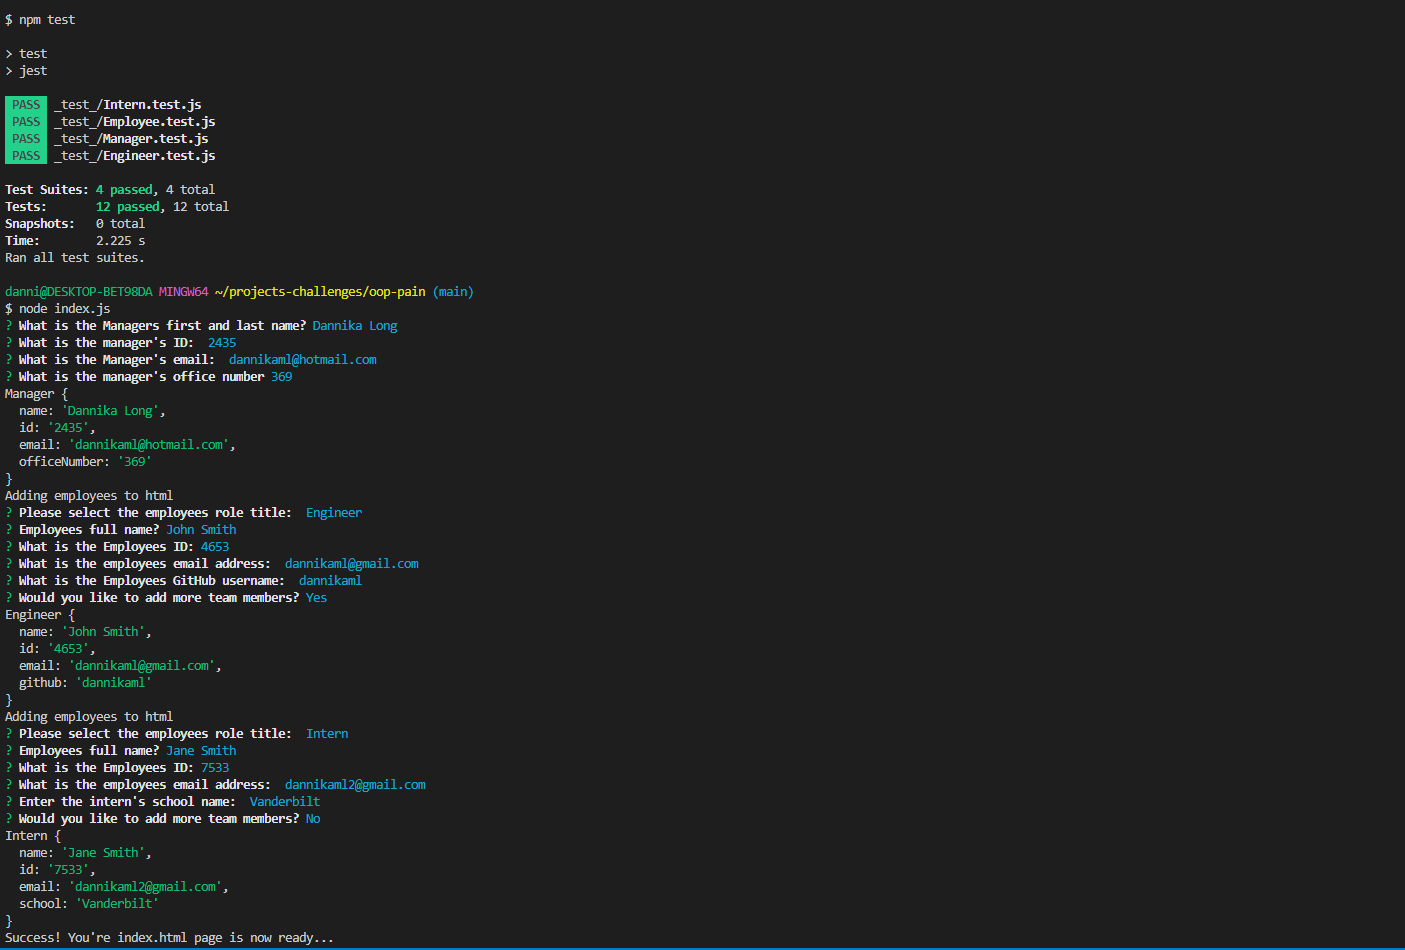 $ npm test
> test
> jest
PASS _test_/Intern.test.js
PASS _test_/Employee.test.js
PASS _test_/Manager.test.js
PASS _test_/Engineer.test.js
Test Suites: 4 passed, 4 total
Tests:       12 passed, 12 total
Snapshots:   0 total
Time:        2.225 s
Ran all test suites.
danni@DESKTOP-BET98DA MINGW64 ~/projects-challenges/oop-pain (main)
$ node index.js
? What is the Managers first and last name? Dannika Long
? What is the manager's ID:  2435
? What is the Manager's email:  dannikaml@hotmail.com
? What is the manager's office number 369
Manager {
  name: 'Dannika Long',
  id: '2435',
  email: 'dannikaml@hotmail.com',
  officeNumber: '369'
}
Adding employees to html
? Please select the employees role title:  Engineer
? Employees full name? John Smith
? What is the Employees ID: 4653
? What is the employees email address:  dannikaml@gmail.com
? What is the Employees GitHub username:  dannikaml
? Would you like to add more team members? Yes
Engineer {
  name: 'John Smith',
  id: '4653',
  email: 'dannikaml@gmail.com',
  github: 'dannikaml'
}
Adding employees to html
? Please select the employees role title:  Intern
? Employees full name? Jane Smith
? What is the Employees ID: 7533
? What is the employees email address:  dannikaml2@gmail.com
? Enter the intern's school name:  Vanderbilt
? Would you like to add more team members? No
Intern {
  name: 'Jane Smith',
  id: '7533',
  email: 'dannikaml2@gmail.com',
  school: 'Vanderbilt'
}
Success! You're index.html page is now ready...